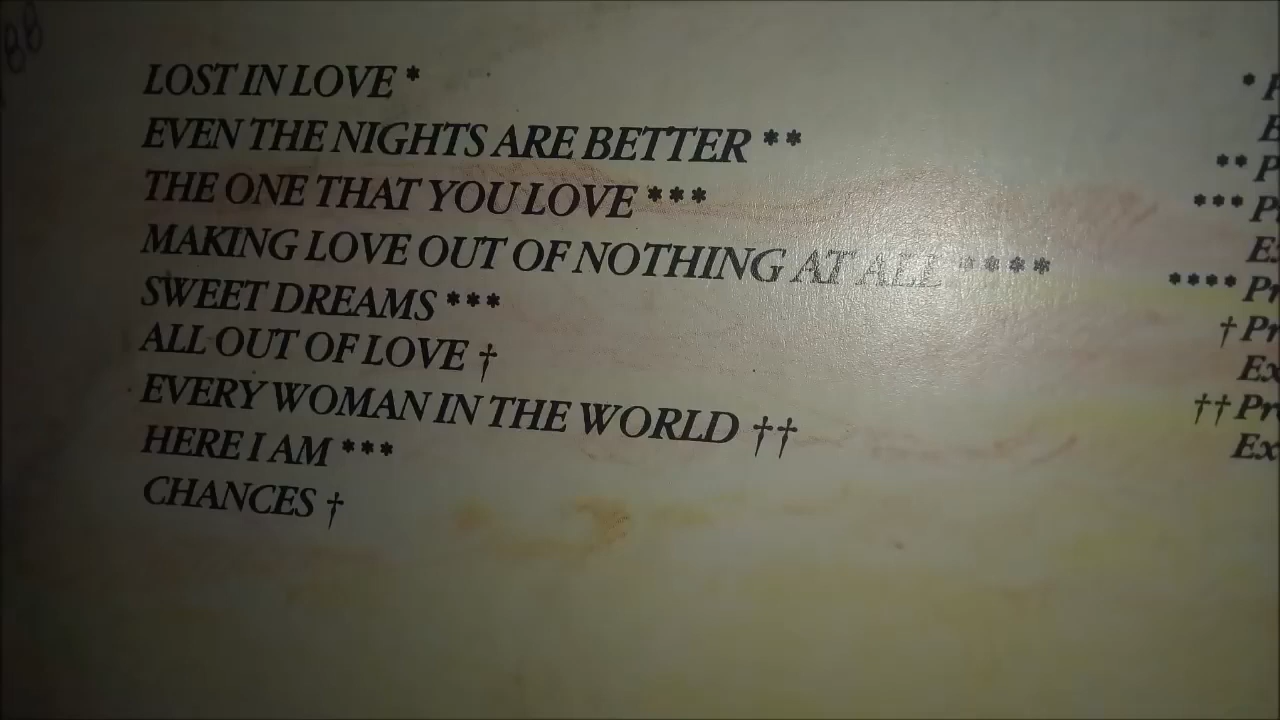 88
LOST IN LOVE *
EVEN THE NIGHTS ARE BETTER **
THE ONE THAT YOU LOVE ***
MAKING LOVE OUT OF NOTHING AT ALL ****
SWEET DREAMS ***
ALL OUT OF LOVE †
EVERY WOMAN IN THE WORLD ††
HERE I AM ***
CHANCES †
*
**
***
****
†
††